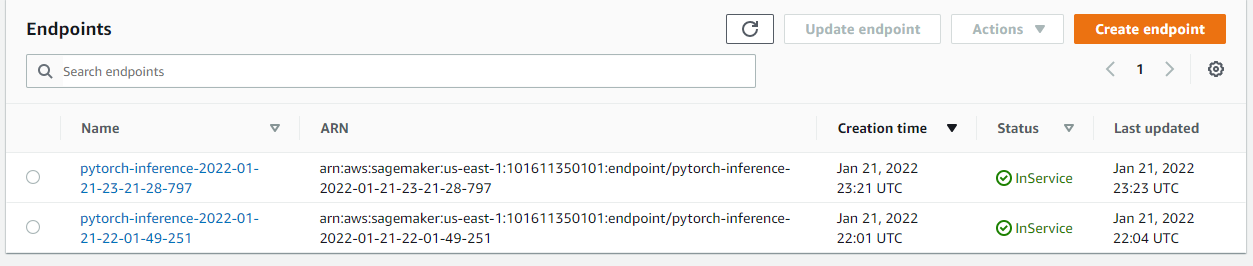 Endpoints
Update endpoint
Actions
Create endpoint
Search endpoints
1
Name ARN Creation time Status Last updated
pytorch-inference-2022-01- arn:aws:sagemaker:us-east-1:101611350101:endpoint/pytorch-inference- Jan 21, 2022 InService Jan 21, 2022
21-23-21-28-797 2022-01-21-23-21-28-797 23:21 UTC 23:23 UTC
pytorch-inference-2022-01- arn:aws:sagemaker:us-east-1:101611350101:endpoint/pytorch-inference- Jan 21, 2022 InService Jan 21, 2022
21-22-01-49-251 2022-01-21-22-01-49-251 22:01 UTC 22:04 UTC